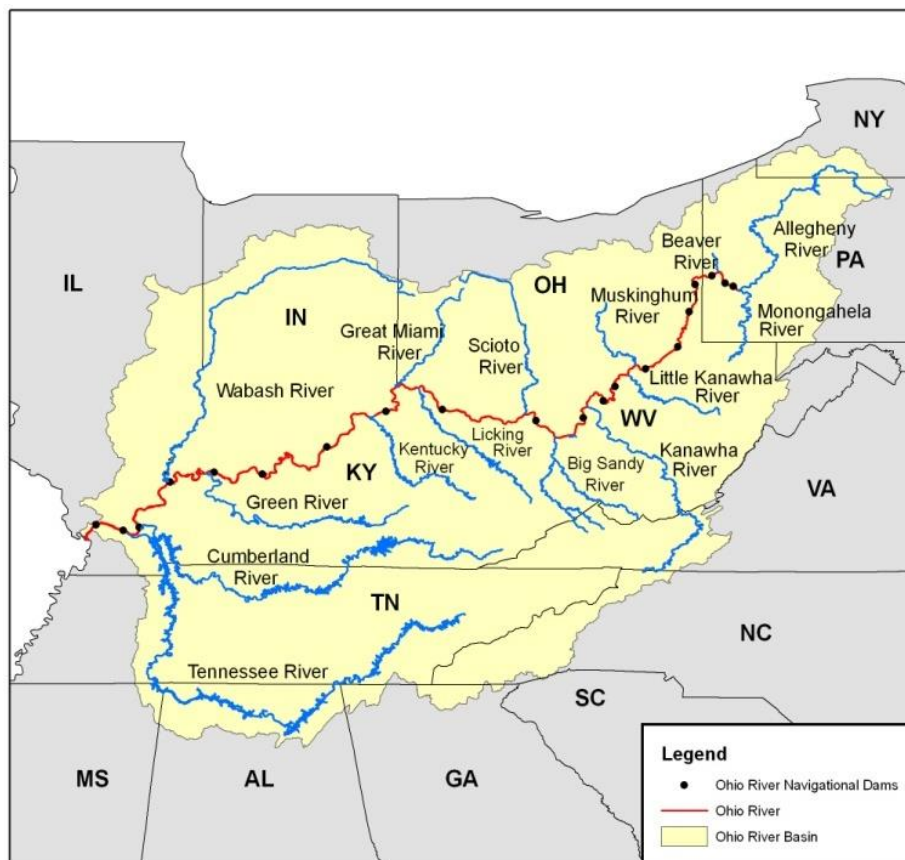 NY
Allegheny
River
PA
Beaver
River
OH
IL
IN
Muskinghum
River
Monongahela
River
Great Miami
River
Scioto
River
Wabash River
Little Kanawha
River
WV
Licking
River
Kentucky
River
KY
Big Sandy
River
Kanawha
River
VA
Green River
Cumberland
River
TN
NC
Tennessee River
SC
MS
AL
GA
Legend
Ohio River Navigational Dams
Ohio River
Ohio River Basin